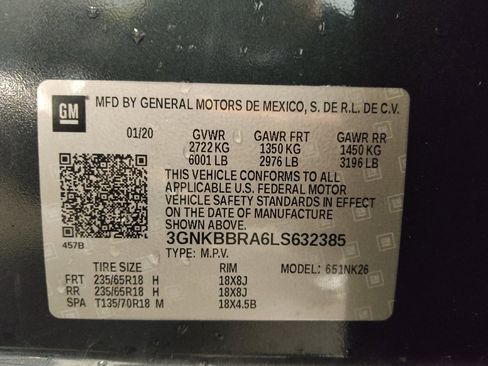 GM MFD BY GENERAL MOTORS DE MEXICO, S. DE R.L. DE C.V.
01/20 GVWR GAWR FRT GAWR RR
2722 KG 1350 KG 1450 KG
6001 LB 2976 LB 3196 LB
THIS VEHICLE CONFORMS TO ALL
APPLICABLE U.S. FEDERAL MOTOR
VEHICLE SAFETY STANDARDS IN EFFECT
ON THE DATE OF MANUFACTURE
SHOWN ABOVE.
3GNKBBRA6LS632385
457B TYPE: M.P.V.
TIRE SIZE RIM MODEL: 651NK26
FRT 235/65R18 H 18X8J
RR 235/65R18 H 18X8J
SPA T135/70R18 M 18X4.5B